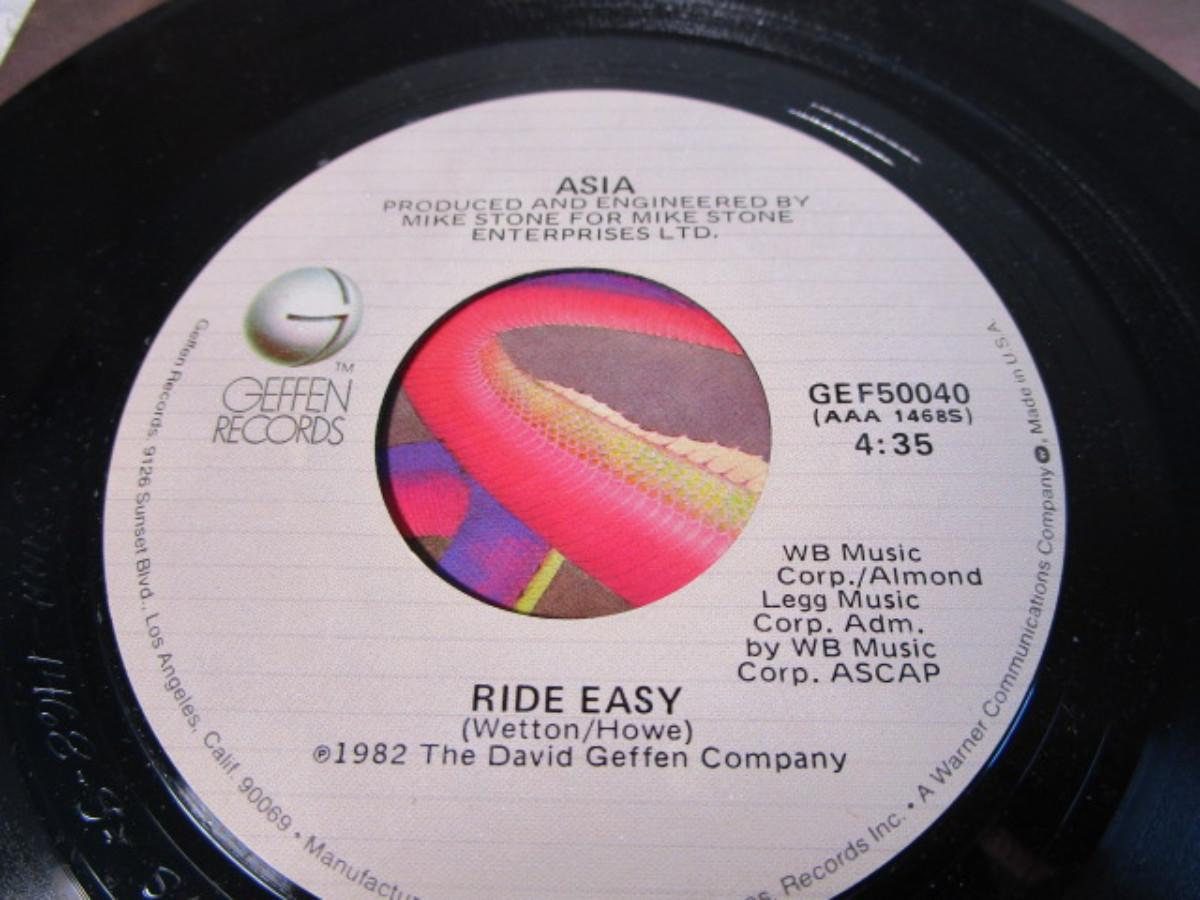 ASIA
PRODUCED AND ENGINEERED BY
MIKE STONE FOR MIKE STONE
ENTERPRISES LTD.
TM
GEFFEN
RECORDS
GEF50040
(AAA 1468S)
4:35
WB Music
Corp./Almond
Legg Music
Corp. Adm.
by WB Music
Corp. ASCAP
RIDE EASY
(Wetton/Howe)
℗1982 The David Geffen Company
Geffen Records, 9126 Sunset Blvd., Los Angeles, Calif. 90069 • Manufactu
Records Inc. • A Warner Communications Company, Made in U.S.A.